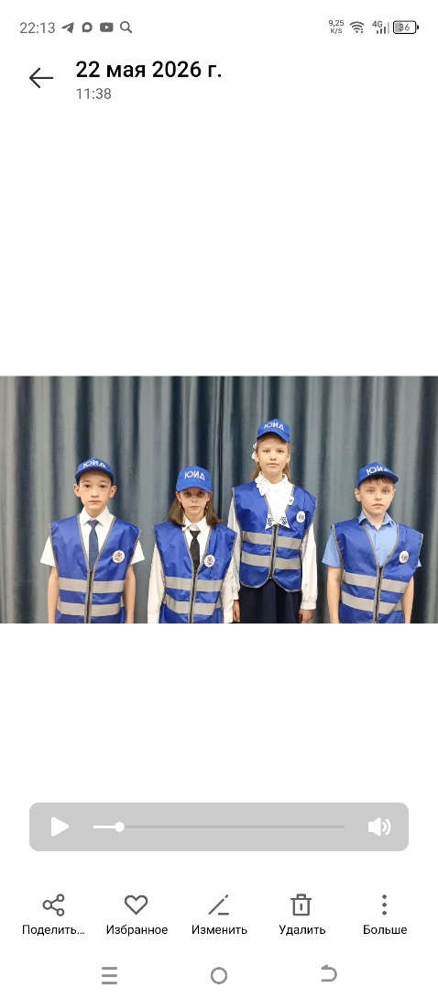 22:13
9,25
K/S
4G
36
22 мая 2026 г.
11:38
ЮИД
ЮИД
ЮИД
ЮИД
Поделить...
Избранное
Изменить
Удалить
Больше